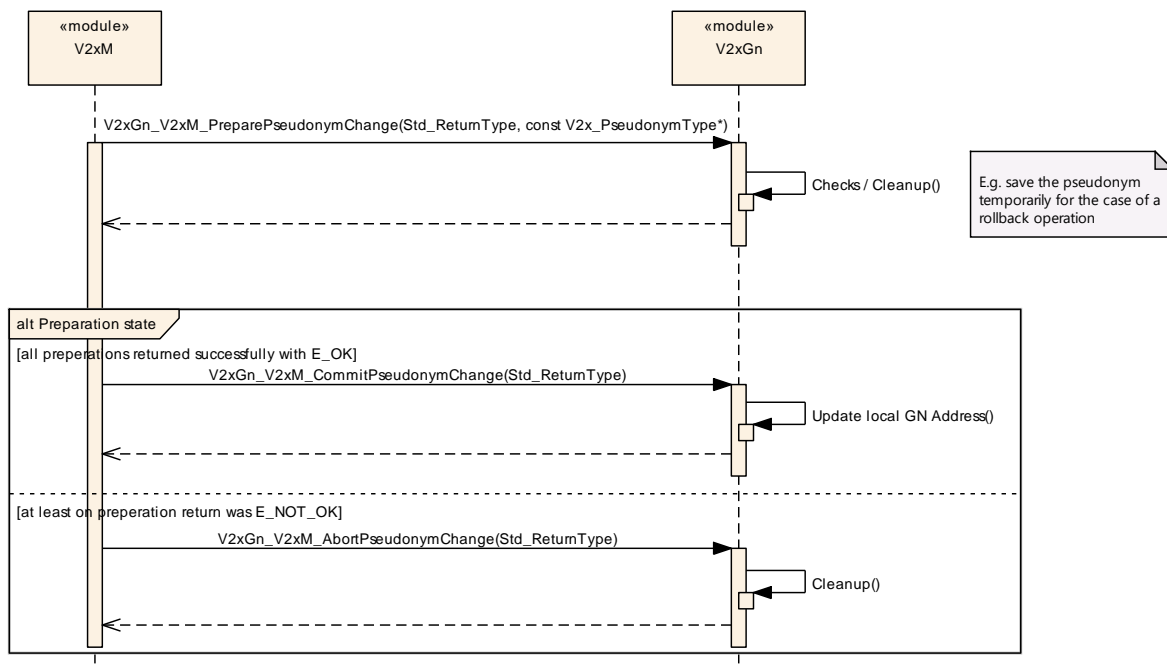 «module»
V2xM
«module»
V2xGn
V2xGn_V2xM_PreparePseudonymChange(Std_ReturnType, const V2x_PseudonymType*)
Checks / Cleanup()
E.g. save the pseudonym
temporarily for the case of a
rollback operation
alt Preparation state
[all preperations returned successfully with E_OK]
V2xGn_V2xM_CommitPseudonymChange(Std_ReturnType)
Update local GN Address()
[at least on preperation return was E_NOT_OK]
V2xGn_V2xM_AbortPseudonymChange(Std_ReturnType)
Cleanup()